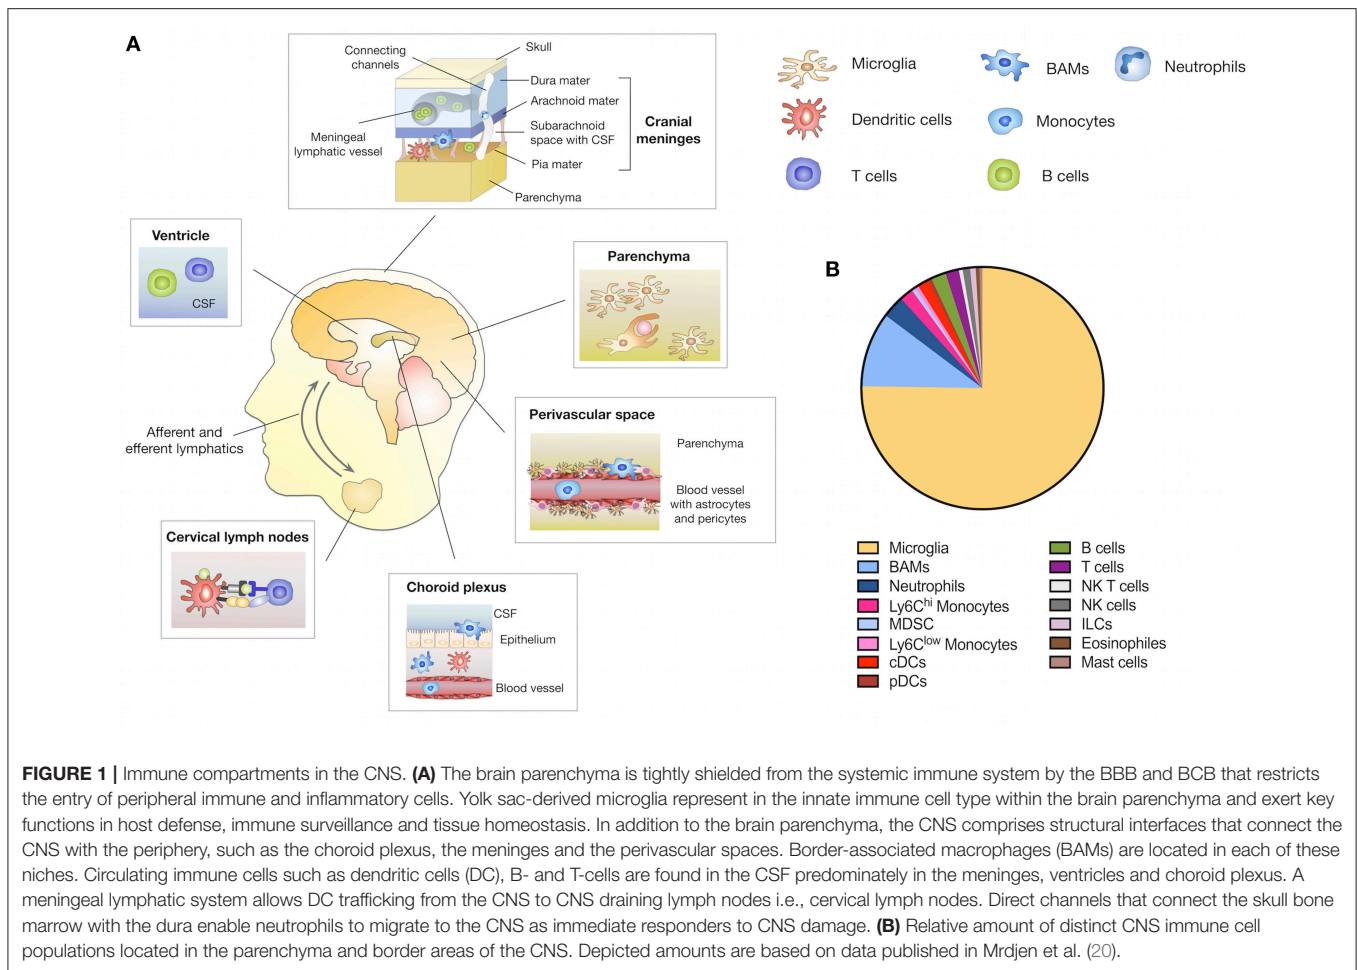 A
Connecting
channels
Skull
Dura mater
Arachnoid mater
Subarachnoid
space with CSF
Pia mater
Parenchyma
Cranial
meninges
Meningeal
lymphatic vessel
Microglia
BAMs
Neutrophils
Dendritic cells
Monocytes
T cells
B cells
Ventricle
CSF
Parenchyma
Perivascular space
Parenchyma
Blood vessel
with astrocytes
and pericytes
Afferent and
efferent lymphatics
Cervical lymph nodes
Choroid plexus
CSF
Epithelium
Blood vessel
B
Microglia
BAMs
Neutrophils
Ly6Chi Monocytes
MDSC
Ly6Clow Monocytes
cDCs
pDCs
B cells
T cells
NK T cells
NK cells
ILCs
Eosinophiles
Mast cells
FIGURE 1 | Immune compartments in the CNS. (A) The brain parenchyma is tightly shielded from the systemic immune system by the BBB and BCB that restricts
the entry of peripheral immune and inflammatory cells. Yolk sac-derived microglia represent in the innate immune cell type within the brain parenchyma and exert key
functions in host defense, immune surveillance and tissue homeostasis. In addition to the brain parenchyma, the CNS comprises structural interfaces that connect the
CNS with the periphery, such as the choroid plexus, the meninges and the perivascular spaces. Border-associated macrophages (BAMs) are located in each of these
niches. Circulating immune cells such as dendritic cells (DC), B- and T-cells are found in the CSF predominately in the meninges, ventricles and choroid plexus. A
meningeal lymphatic system allows DC trafficking from the CNS to CNS draining lymph nodes i.e., cervical lymph nodes. Direct channels that connect the skull bone
marrow with the dura enable neutrophils to migrate to the CNS as immediate responders to CNS damage. (B) Relative amount of distinct CNS immune cell
populations located in the parenchyma and border areas of the CNS. Depicted amounts are based on data published in Mrdjen et al. (20).